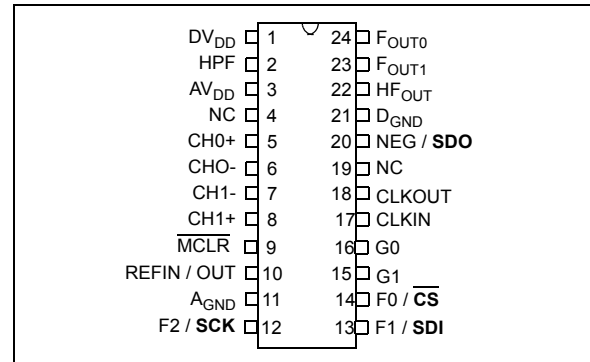 DVDD 1 24 FOUT0
HPF 2 23 FOUT1
AVDD 3 22 HFOUT
NC 4 21 DGND
CH0+ 5 20 NEG / SDO
CHO- 6 19 NC
CH1- 7 18 CLKOUT
CH1+ 8 17 CLKIN
MCLR 9 16 G0
REFIN / OUT 10 15 G1
AGND 11 14 F0 / CS
F2 / SCK 12 13 F1 / SDI